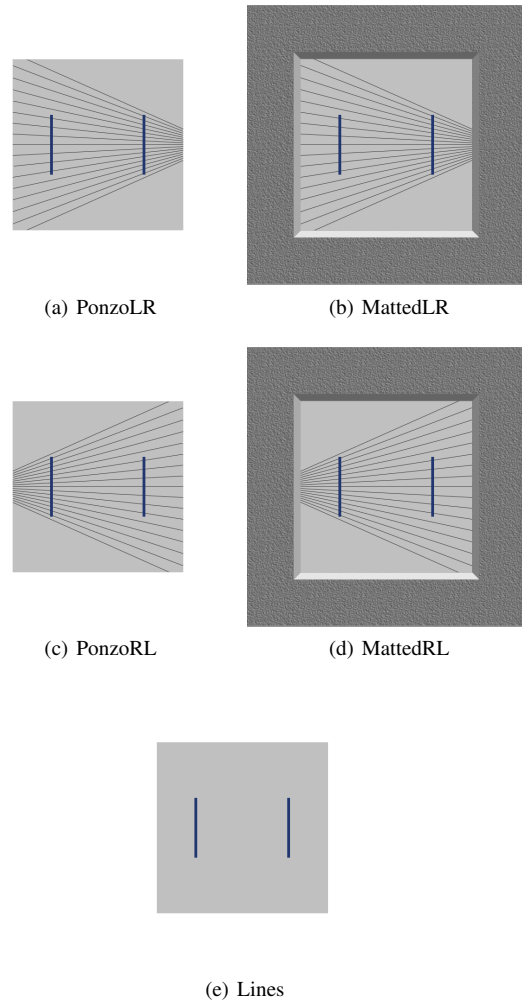 (a) PonzoLR
(b) MattedLR
(c) PonzoRL
(d) MattedRL
(e) Lines